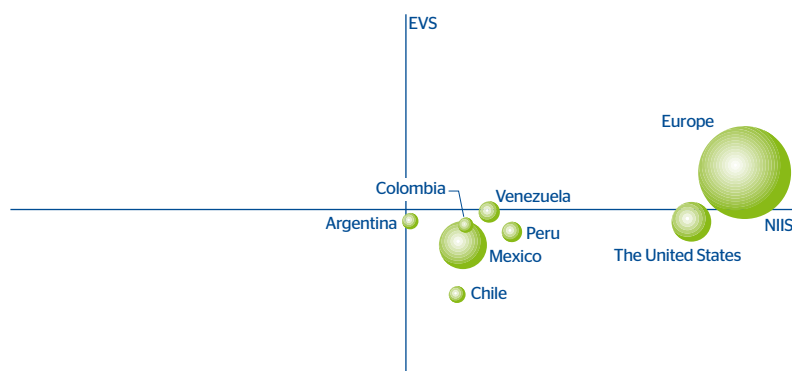 EVS
Europe
Colombia
Venezuela
Argentina
Peru
NIIS
Mexico
The United States
Chile